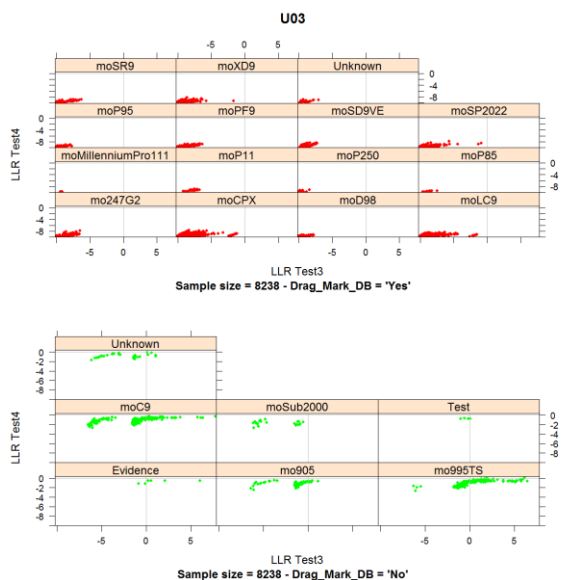 U03
-5 0
moSR9 moXD9 Unknown
0
-4
-8
moP95 moPF9 moSD9VE moSP2022
0
-4
-8
moMillenniumPro111 moP11 moP250 moP85
0
-4
-8
mo247G2 moCPX moD98 moLC9
0
-4
-8
LLR Test4
-5 0 -5 0
LLR Test3
Sample size = 8238 - Drag_Mark_DB = 'Yes'
Unknown
0
-2
-4
-6
-8
moC9 moSub2000 Test
0
-2
-4
-6
-8
Evidence mo905 mo995TS
0
-2
-4
-6
-8
LLR Test4
-5 0 5 -5 0 5
LLR Test3
Sample size = 8238 - Drag_Mark_DB = 'No'